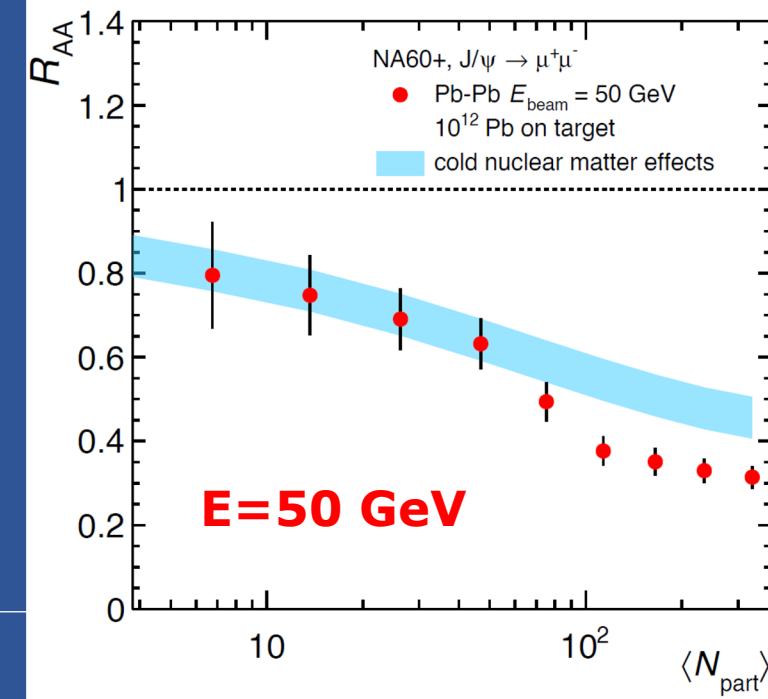 R_AA
1.4
1.2
1
0.8
0.6
0.4
0.2
0
NA60+, J/ψ → μ⁺μ⁻
Pb-Pb E_beam = 50 GeV
10¹² Pb on target
cold nuclear matter effects
E=50 GeV
10
10²
⟨N_part⟩